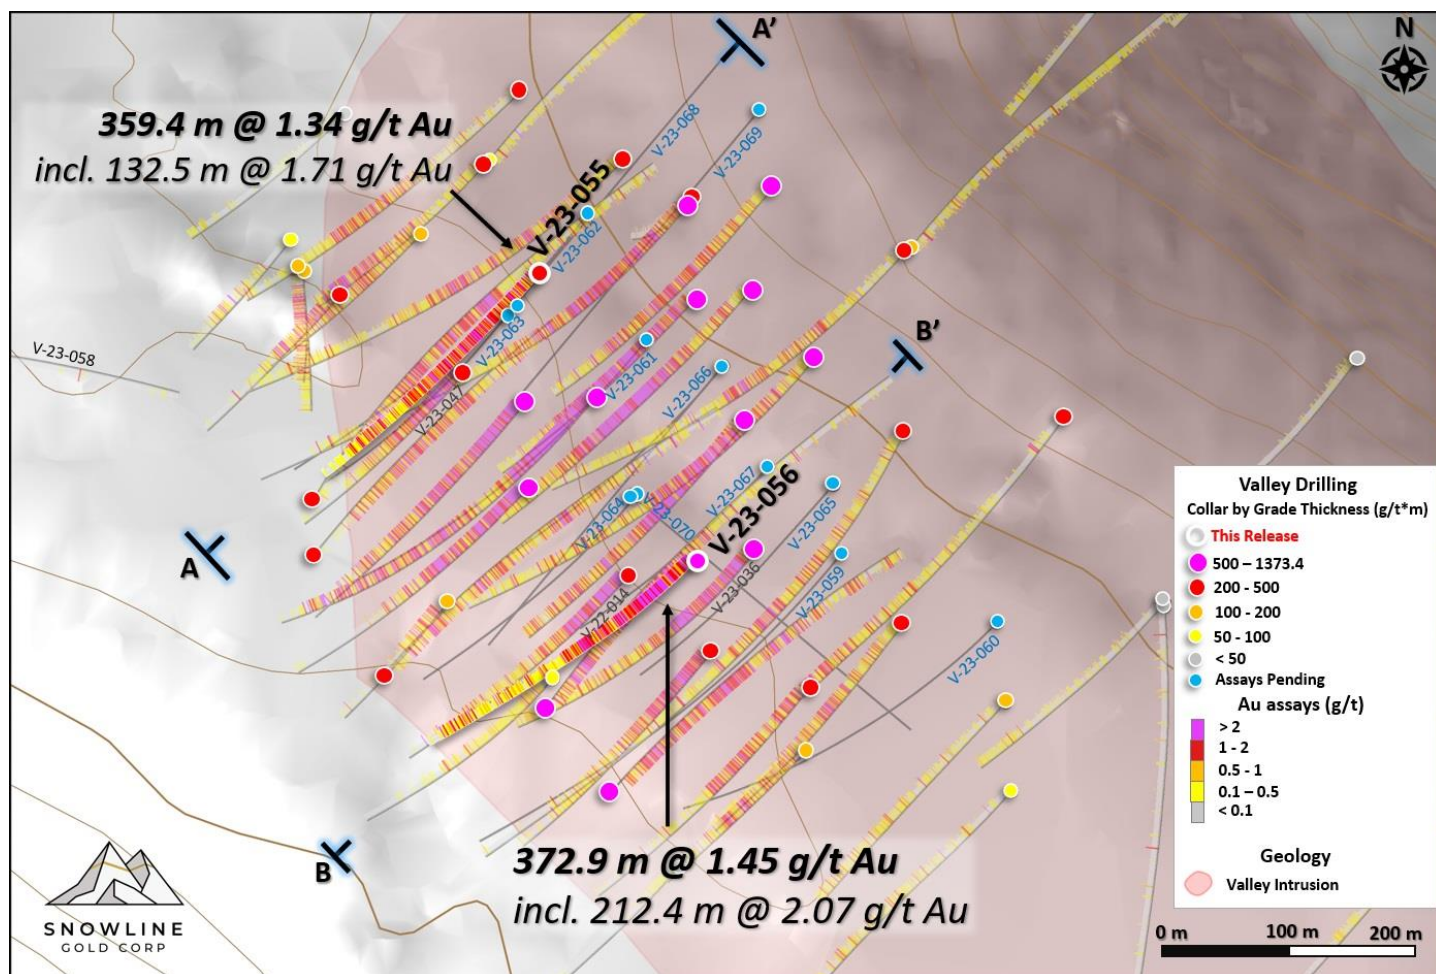 A’
N
359.4 m @ 1.34 g/t Au
incl. 132.5 m @ 1.71 g/t Au
V-23-068
V-23-069
V-23-055
V-23-062
V-23-063
V-23-058
V-23-047
V-23-061
V-23-066
B’
V-23-067
V-23-056
V-23-064
V-23-070
V-23-065
V-23-036
V-23-059
V-22-014
V-23-060
A
B
372.9 m @ 1.45 g/t Au
incl. 212.4 m @ 2.07 g/t Au
SNOWLINE
GOLD CORP
Valley Drilling
Collar by Grade Thickness (g/t*m)
This Release
500 – 1373.4
200 - 500
100 - 200
50 - 100
< 50
Assays Pending
Au assays (g/t)
> 2
1 - 2
0.5 - 1
0.1 – 0.5
< 0.1
Geology
Valley Intrusion
0 m 100 m 200 m